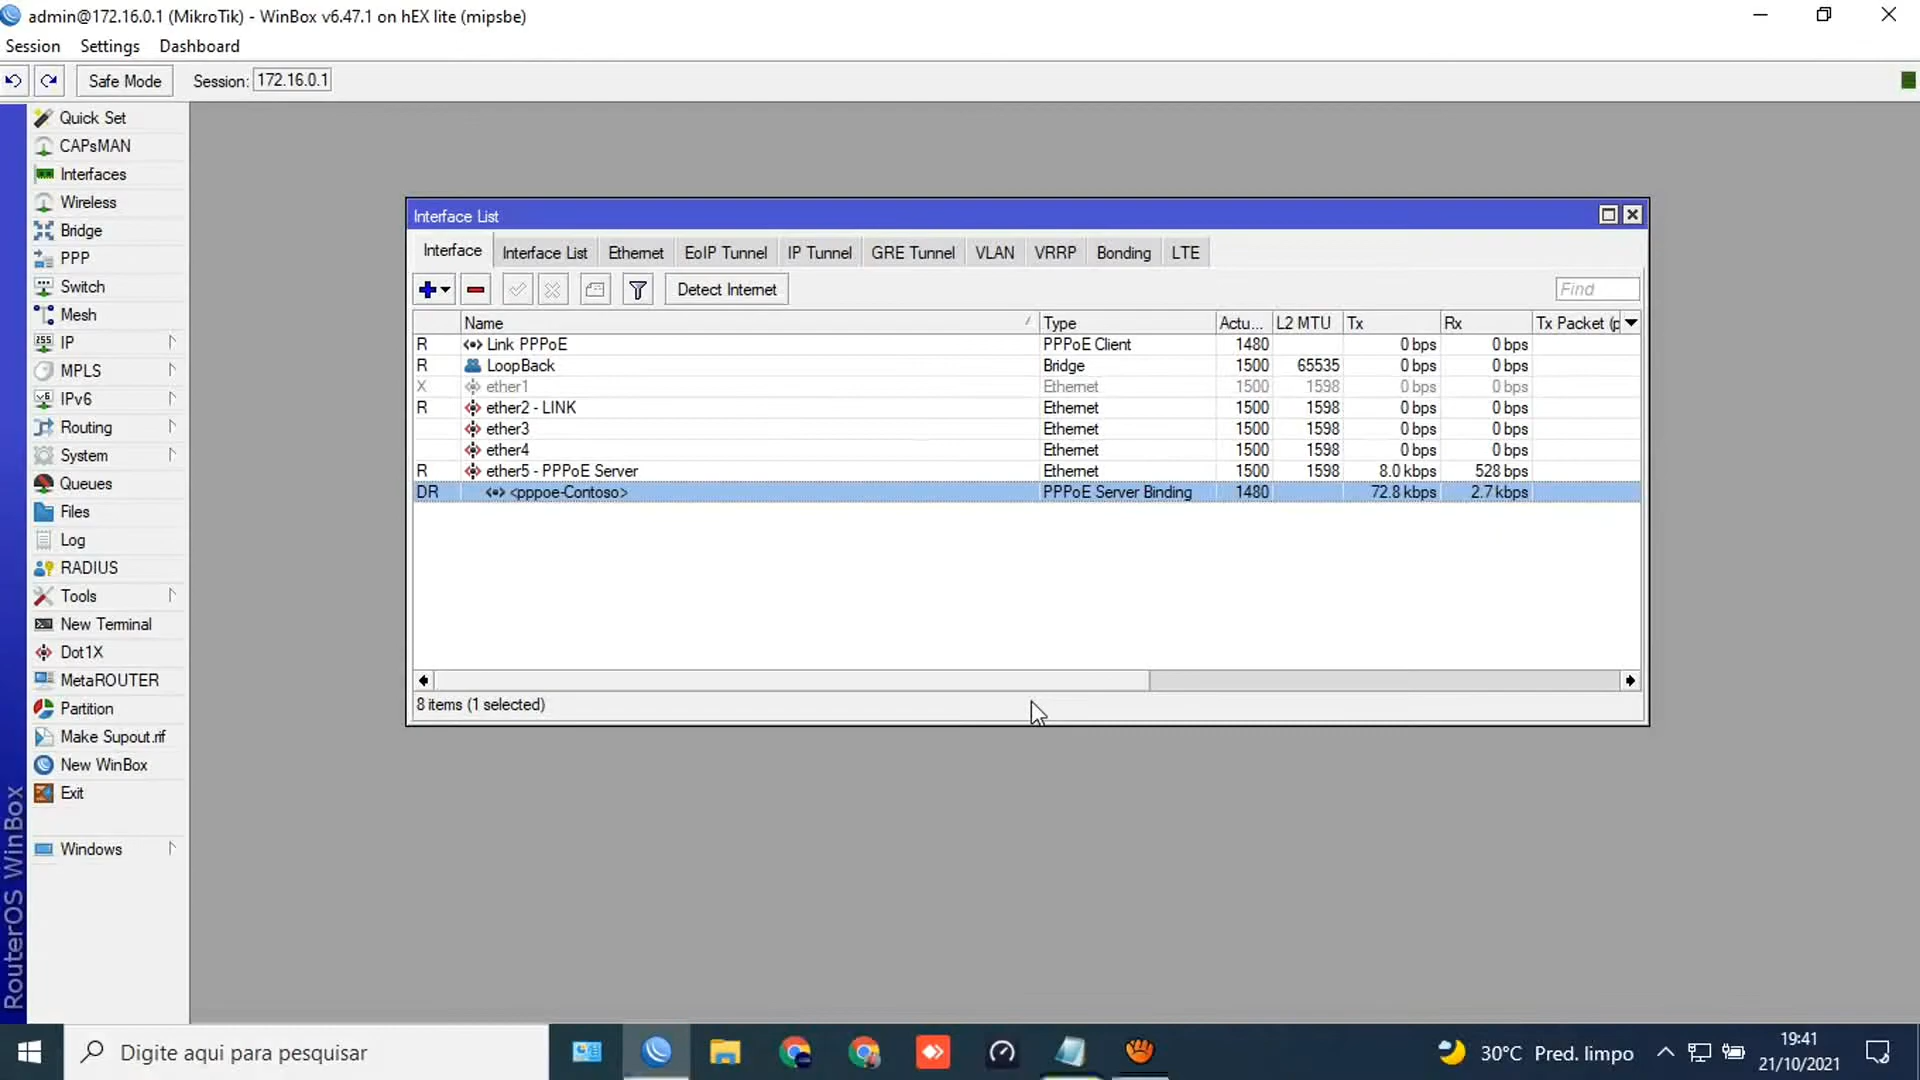 admin@172.16.0.1 (MikroTik) - WinBox v6.47.1 on hEX lite (mipsbe)
Session Settings Dashboard
Safe Mode Session: 172.16.0.1
Quick Set
CAPsMAN
Interfaces
Wireless
Bridge
PPP
Switch
Mesh
IP
MPLS
IPv6
Routing
System
Queues
Files
Log
RADIUS
Tools
New Terminal
Dot1X
MetaROUTER
Partition
Make Supout.rif
New WinBox
Exit
Windows
RouterOS WinBox
Interface List
Interface Interface List Ethernet EoIP Tunnel IP Tunnel GRE Tunnel VLAN VRRP Bonding LTE
Detect Internet Find
Name Type Actu... L2 MTU Tx Rx Tx Packet (p
R Link PPPoE PPPoE Client 1480 0 bps 0 bps
R LoopBack Bridge 1500 65535 0 bps 0 bps
X ether1 Ethernet 1500 1598 0 bps 0 bps
R ether2 - LINK Ethernet 1500 1598 0 bps 0 bps
ether3 Ethernet 1500 1598 0 bps 0 bps
ether4 Ethernet 1500 1598 0 bps 0 bps
R ether5 - PPPoE Server Ethernet 1500 1598 8.0 kbps 528 bps
DR <pppoe-Contoso> PPPoE Server Binding 1480 72.8 kbps 2.7 kbps
8 items (1 selected)
Digite aqui para pesquisar
30°C Pred. limpo
19:41
21/10/2021